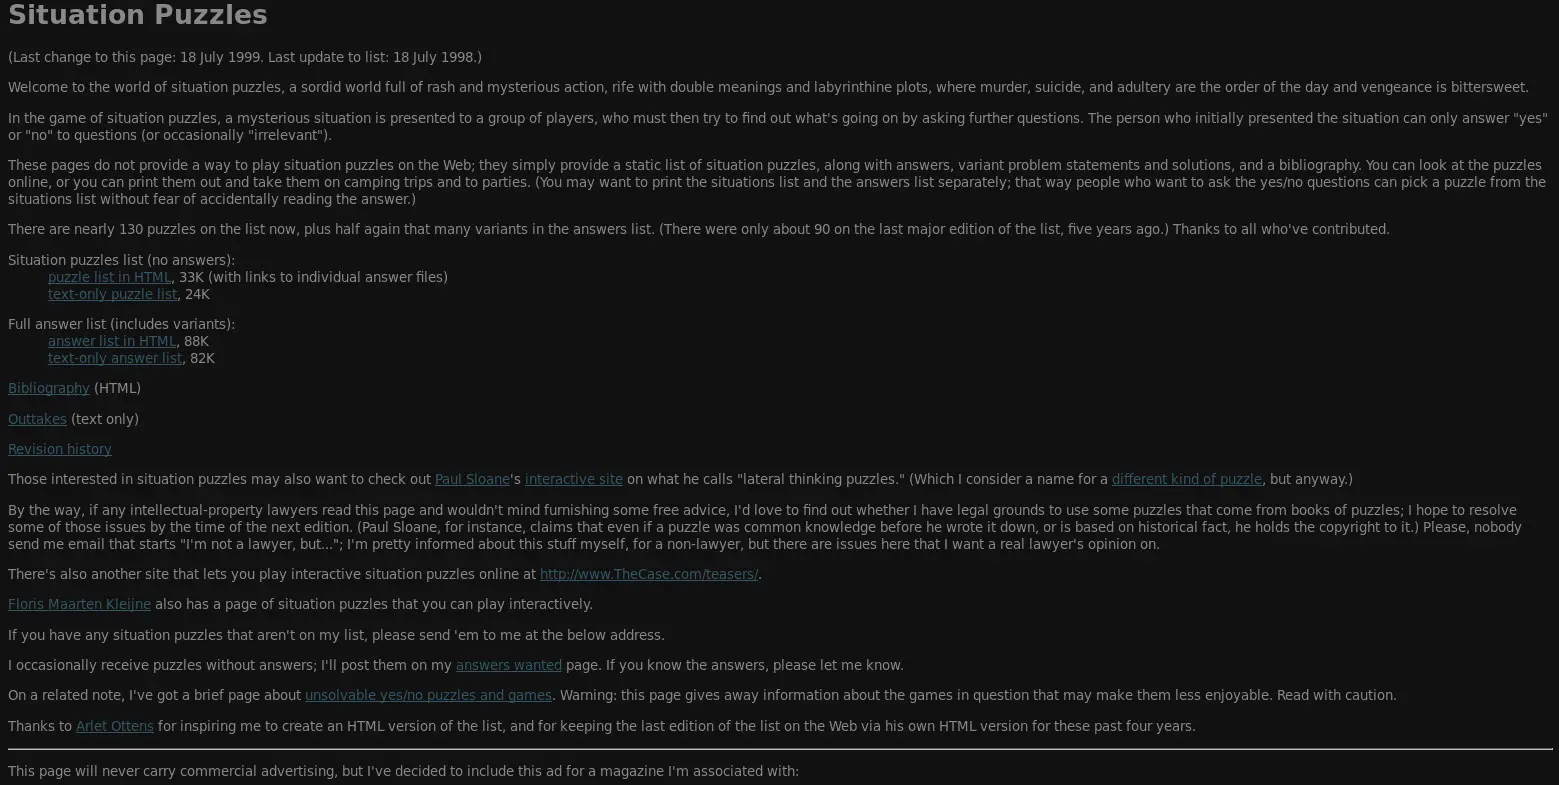 Situation Puzzles
(Last change to this page: 18 July 1999. Last update to list: 18 July 1998.)
Welcome to the world of situation puzzles, a sordid world full of rash and mysterious action, rife with double meanings and labyrinthine plots, where murder, suicide, and adultery are the order of the day and vengeance is bittersweet.
In the game of situation puzzles, a mysterious situation is presented to a group of players, who must then try to find out what's going on by asking further questions. The person who initially presented the situation can only answer "yes"
or "no" to questions (or occasionally "irrelevant").
These pages do not provide a way to play situation puzzles on the Web; they simply provide a static list of situation puzzles, along with answers, variant problem statements and solutions, and a bibliography. You can look at the puzzles
online, or you can print them out and take them on camping trips and to parties. (You may want to print the situations list and the answers list separately; that way people who want to ask the yes/no questions can pick a puzzle from the
situations list without fear of accidentally reading the answer.)
There are nearly 130 puzzles on the list now, plus half again that many variants in the answers list. (There were only about 90 on the last major edition of the list, five years ago.) Thanks to all who've contributed.
Situation puzzles list (no answers):
puzzle list in HTML, 33K (with links to individual answer files)
text-only puzzle list, 24K
Full answer list (includes variants):
answer list in HTML, 88K
text-only answer list, 82K
Bibliography (HTML)
Outtakes (text only)
Revision history
Those interested in situation puzzles may also want to check out Paul Sloane's interactive site on what he calls "lateral thinking puzzles." (Which I consider a name for a different kind of puzzle, but anyway.)
By the way, if any intellectual-property lawyers read this page and wouldn't mind furnishing some free advice, I'd love to find out whether I have legal grounds to use some puzzles that come from books of puzzles; I hope to resolve
some of those issues by the time of the next edition. (Paul Sloane, for instance, claims that even if a puzzle was common knowledge before he wrote it down, or is based on historical fact, he holds the copyright to it.) Please, nobody
send me email that starts "I'm not a lawyer, but..."; I'm pretty informed about this stuff myself, for a non-lawyer, but there are issues here that I want a real lawyer's opinion on.
There's also another site that lets you play interactive situation puzzles online at http://www.TheCase.com/teasers/.
Floris Maarten Kleijne also has a page of situation puzzles that you can play interactively.
If you have any situation puzzles that aren't on my list, please send 'em to me at the below address.
I occasionally receive puzzles without answers; I'll post them on my answers wanted page. If you know the answers, please let me know.
On a related note, I've got a brief page about unsolvable yes/no puzzles and games. Warning: this page gives away information about the games in question that may make them less enjoyable. Read with caution.
Thanks to Arlet Ottens for inspiring me to create an HTML version of the list, and for keeping the last edition of the list on the Web via his own HTML version for these past four years.
This page will never carry commercial advertising, but I've decided to include this ad for a magazine I'm associated with: